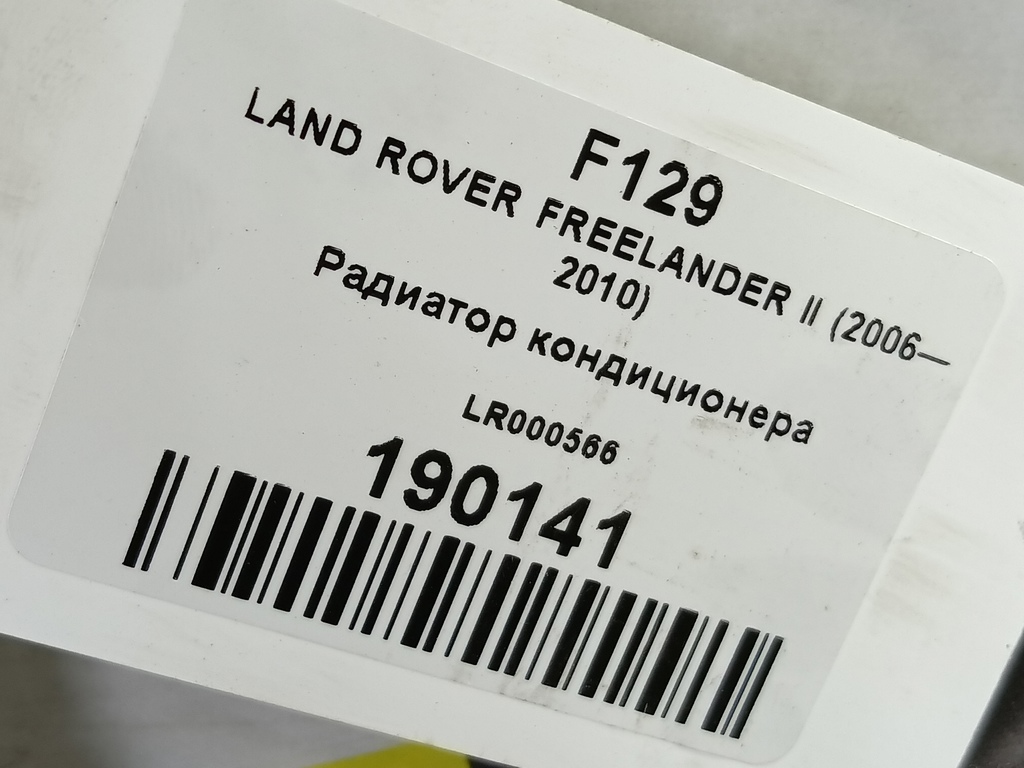 F129
LAND ROVER FREELANDER II (2006—
2010)
Радиатор кондиционера
LR000566
190141